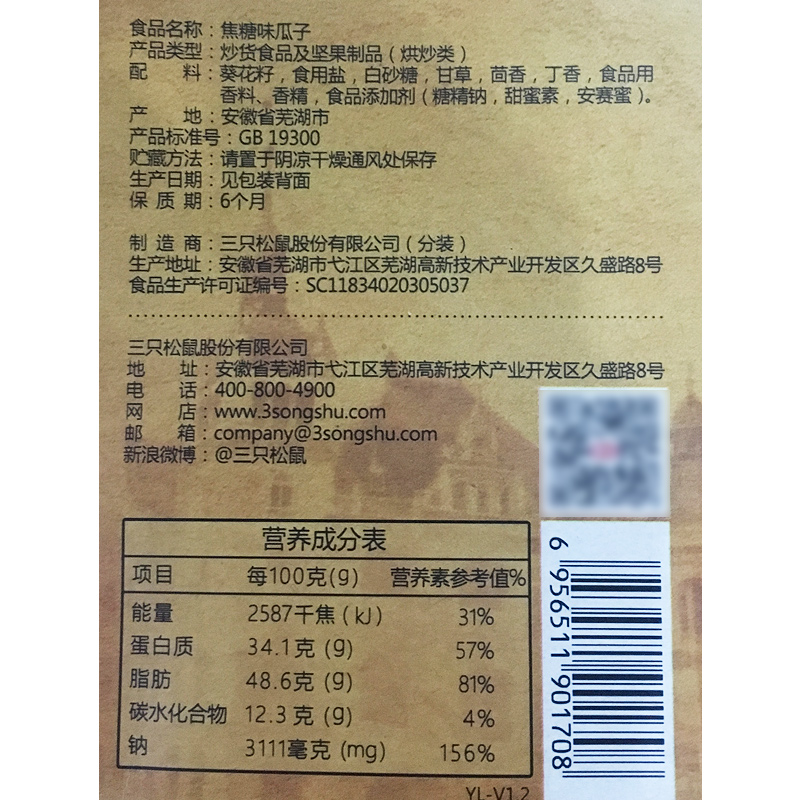 食品名称：焦糖味瓜子
产品类型：炒货食品及坚果制品（烘炒类）
配 料：葵花籽，食用盐，白砂糖，甘草，茴香，丁香，食品用
香料、香精，食品添加剂（糖精钠，甜蜜素，安赛蜜）。
产 地：安徽省芜湖市
产品标准号：GB 19300
贮藏方法：请置于阴凉干燥通风处保存
生产日期：见包装背面
保 质 期：6个月
制 造 商：三只松鼠股份有限公司（分装）
生产地址：安徽省芜湖市弋江区芜湖高新技术产业开发区久盛路8号
食品生产许可证编号：SC11834020305037
三只松鼠股份有限公司
地 址：安徽省芜湖市弋江区芜湖高新技术产业开发区久盛路8号
电 话：400-800-4900
网 店：www.3songshu.com
邮 箱：company@3songshu.com
新浪微博：@三只松鼠
营养成分表
项目 每100克(g) 营养素参考值%
能量 2587千焦(kJ) 31%
蛋白质 34.1克 (g) 57%
脂肪 48.6克 (g) 81%
碳水化合物 12.3克 (g) 4%
钠 3111毫克 (mg) 156%
6 956511 901708
YL-V1.2